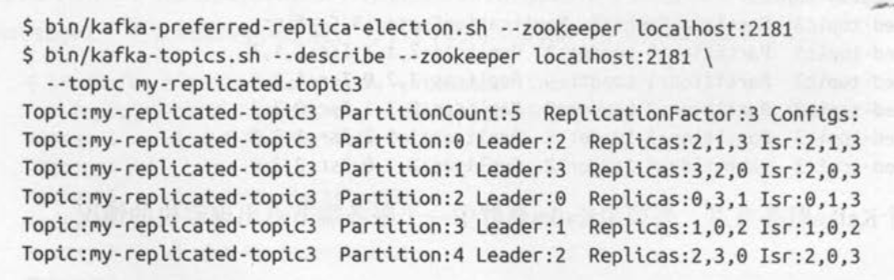 $ bin/kafka-preferred-replica-election.sh --zookeeper localhost:2181
$ bin/kafka-topics.sh --describe --zookeeper localhost:2181 \
--topic my-replicated-topic3
Topic:my-replicated-topic3 PartitionCount:5 ReplicationFactor:3 Configs:
Topic:my-replicated-topic3 Partition:0 Leader:2 Replicas:2,1,3 Isr:2,1,3
Topic:my-replicated-topic3 Partition:1 Leader:3 Replicas:3,2,0 Isr:2,0,3
Topic:my-replicated-topic3 Partition:2 Leader:0 Replicas:0,3,1 Isr:0,1,3
Topic:my-replicated-topic3 Partition:3 Leader:1 Replicas:1,0,2 Isr:1,0,2
Topic:my-replicated-topic3 Partition:4 Leader:2 Replicas:2,3,0 Isr:2,0,3